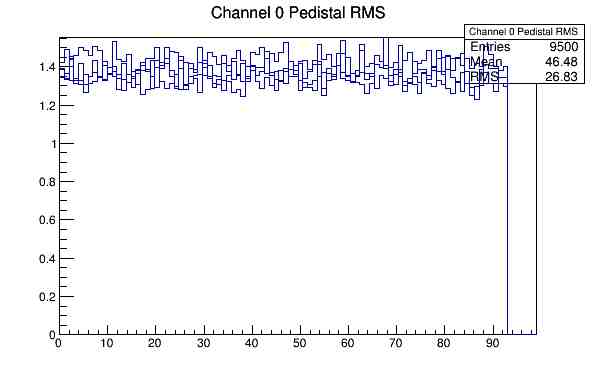 Channel 0 Pedistal RMS
Channel 0 Pedistal RMS
Entries 9500
Mean 46.48
RMS 26.83
1.4
1.2
1
0.8
0.6
0.4
0.2
0
0 10 20 30 40 50 60 70 80 90